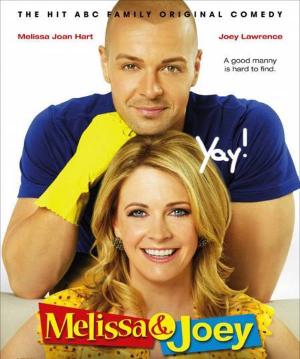 THE HIT ABC FAMILY ORIGINAL COMEDY
Melissa Joan Hart
Joey Lawrence
A good manny
is hard to find.
Yay!
Melissa & Joey